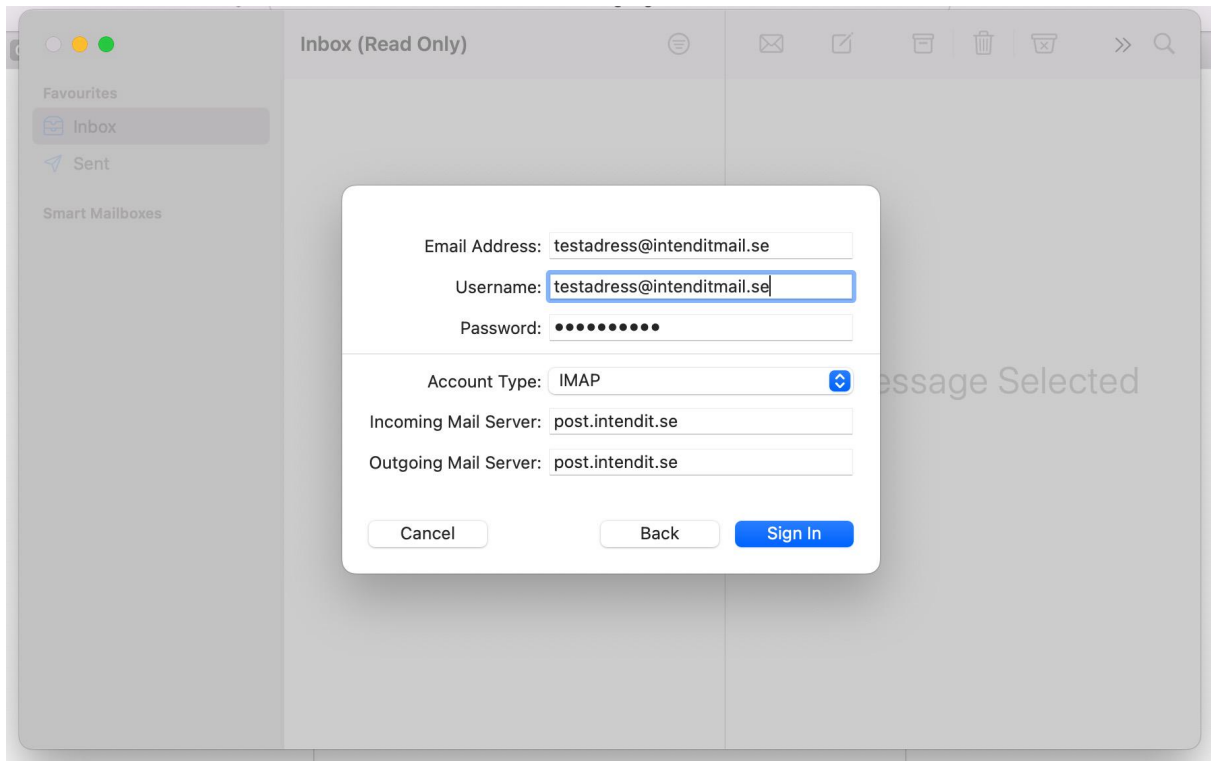 Inbox (Read Only)
Favourites
Inbox
Sent
Smart Mailboxes
essage Selected
Email Address: testadress@intenditmail.se
Username: testadress@intenditmail.se
Password: ●●●●●●●●●●
Account Type: IMAP
Incoming Mail Server: post.intendit.se
Outgoing Mail Server: post.intendit.se
Cancel Back Sign In